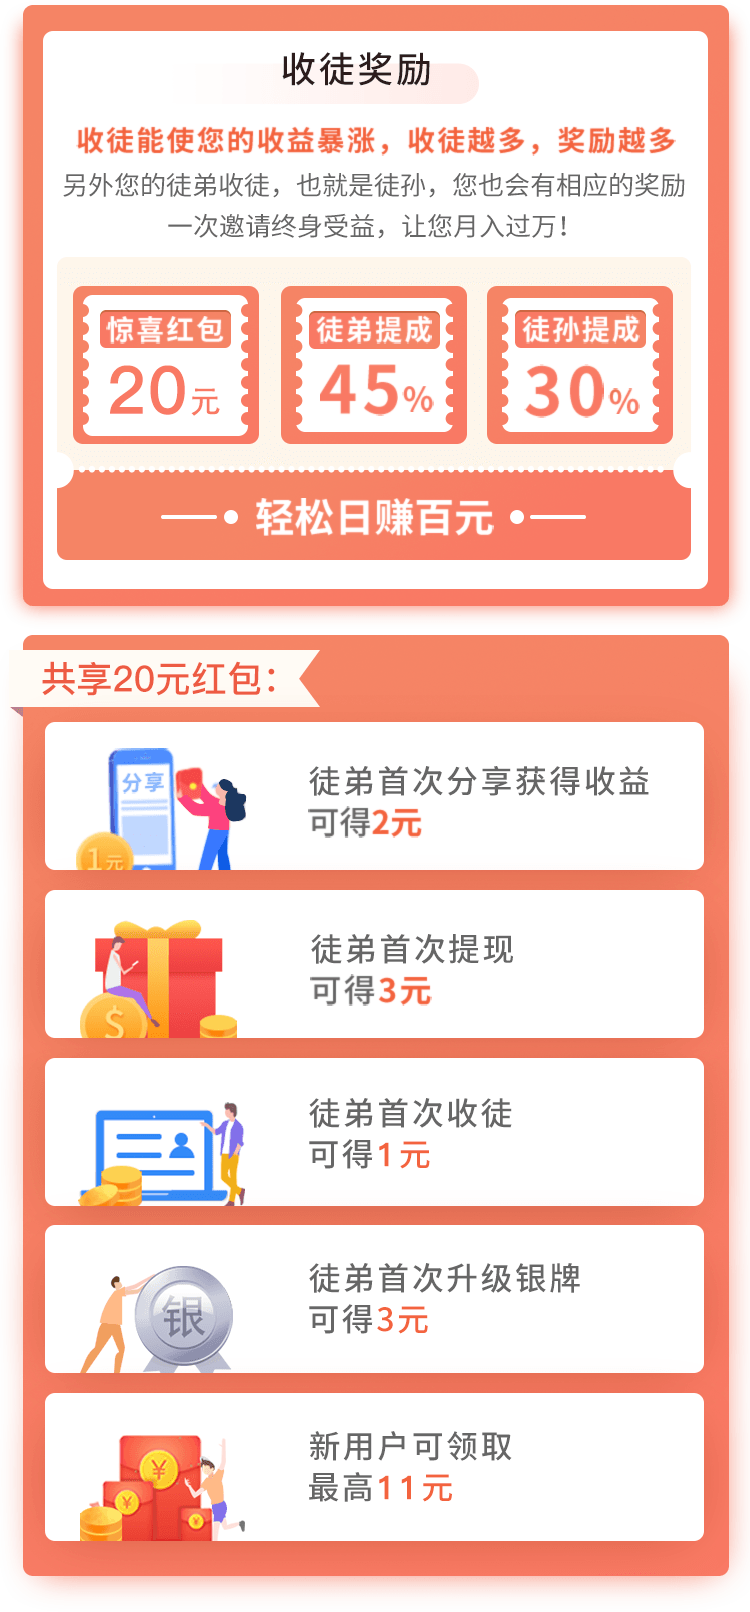 收徒奖励
收徒能使您的收益暴涨，收徒越多，奖励越多
另外您的徒弟收徒，也就是徒孙，您也会有相应的奖励
一次邀请终身受益，让您月入过万！
惊喜红包
20元
徒弟提成
45%
徒孙提成
30%
轻松日赚百元
共享20元红包：
分享
1元
徒弟首次分享获得收益
可得2元
$
徒弟首次提现
可得3元
徒弟首次收徒
可得1元
银
徒弟首次升级银牌
可得3元
¥
¥
¥
新用户可领取
最高11元